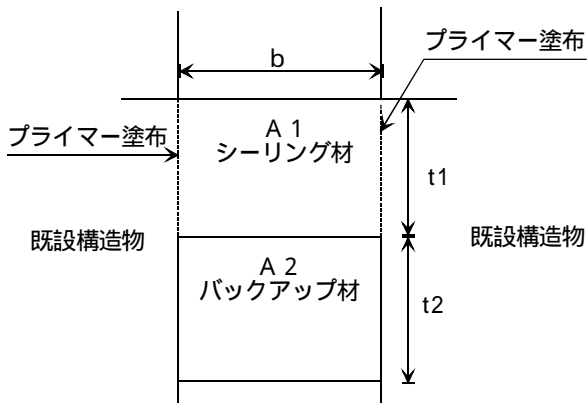 プライマー塗布
b
A 1
シーリング材
プライマー塗布
t1
既設構造物
既設構造物
A 2
バックアップ材
t2